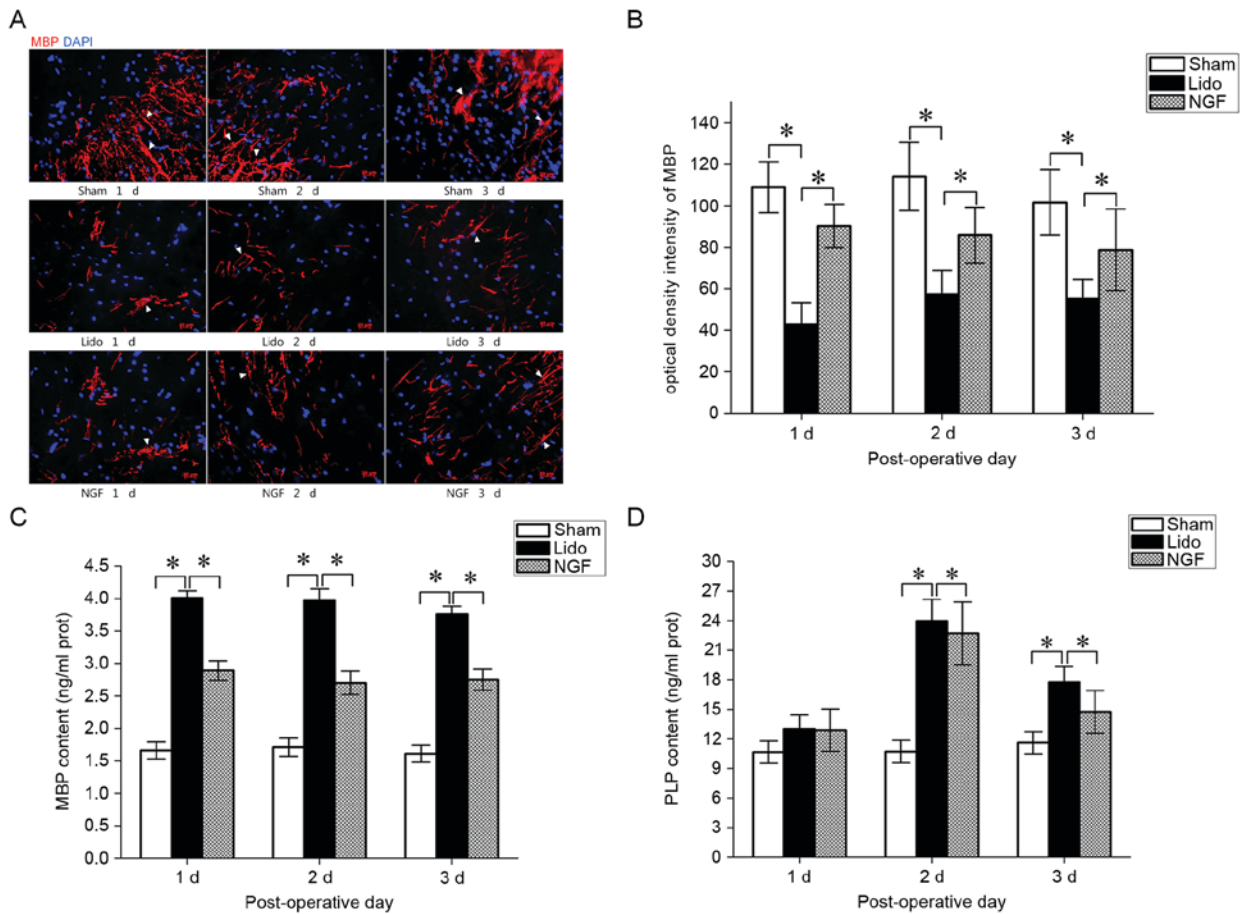 A
MBP DAPI
Sham 1 d
Sham 2 d
Sham 3 d
Lido 1 d
Lido 2 d
Lido 3 d
NGF 1 d
NGF 2 d
NGF 3 d
B
Sham
Lido
NGF
optical density intensity of MBP
140
120
100
80
60
40
20
0
* * * * * *
1 d 2 d 3 d
Post-operative day
C
Sham
Lido
NGF
MBP content (ng/ml prot)
4.5
4.0
3.5
3.0
2.5
2.0
1.5
1.0
0.5
0.0
* * * * * *
1 d 2 d 3 d
Post-operative day
D
Sham
Lido
NGF
PLP content (ng/ml prot)
30
27
24
21
18
15
12
9
6
3
0
* * * *
1 d 2 d 3 d
Post-operative day